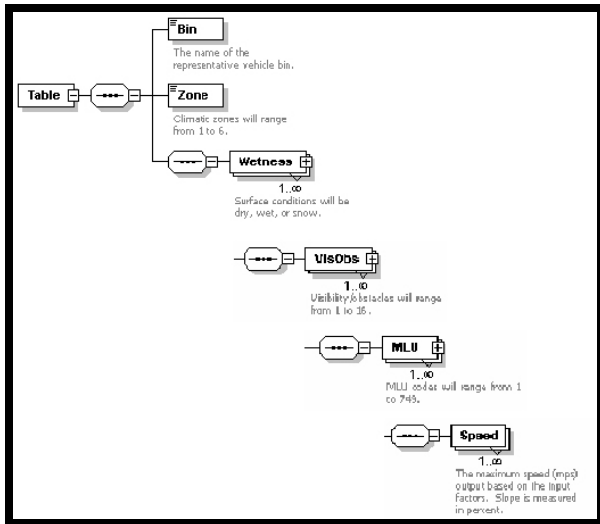 Bin
The name of the
representative vehicle bin.
Table
Zone
Climatic zones will range
from 1 to 6.
Wetness
1..∞
Surface conditions will be
dry, wet, or snow.
VisObs
1..∞
Visibility/obstacles will range
from 1 to 16.
MLU
1..∞
MLU codes will range from 1
to 749.
Speed
1..∞
The maximum speed (mps)
output based on the input
factors. Slope is measured
in percent.